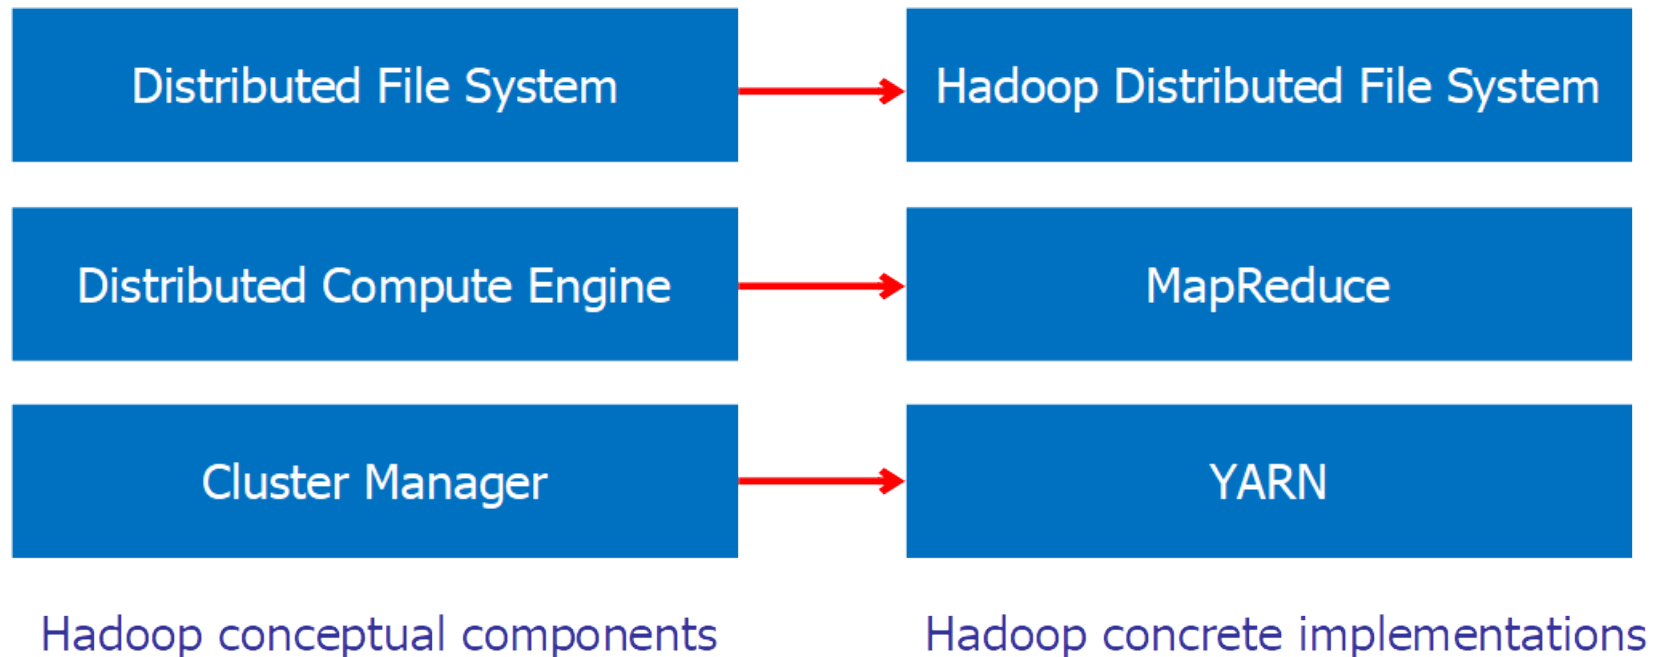 Distributed File System
Hadoop Distributed File System
Distributed Compute Engine
MapReduce
Cluster Manager
YARN
Hadoop conceptual components
Hadoop concrete implementations